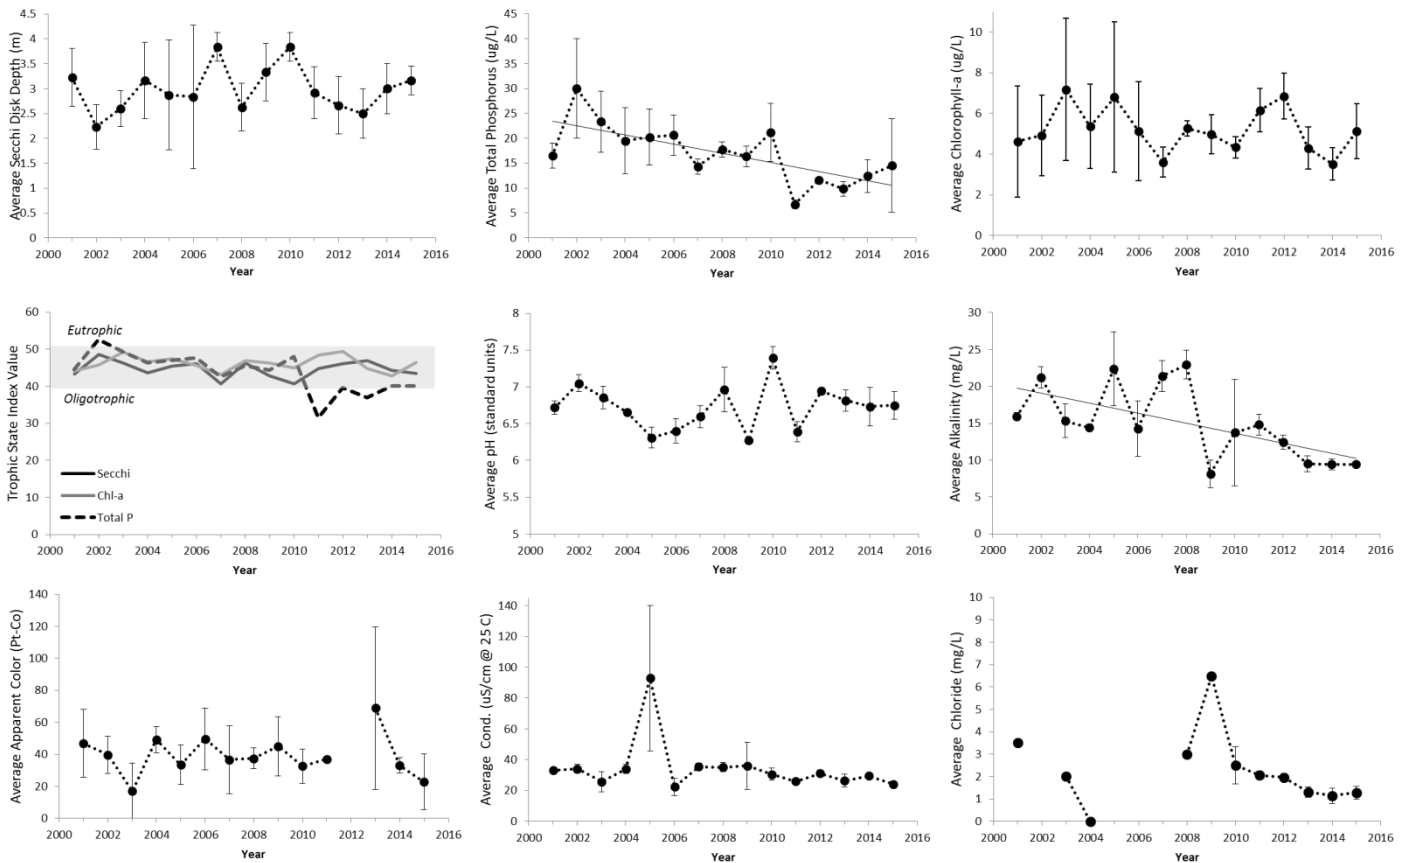 Average Secchi Disk Depth (m)
4.5
4
3.5
3
2.5
2
1.5
1
0.5
0
2000 2002 2004 2006 2008 2010 2012 2014 2016
Year
Average Total Phosphorus (ug/L)
45
40
35
30
25
20
15
10
5
0
2000 2002 2004 2006 2008 2010 2012 2014 2016
Year
Average Chlorophyll-a (ug/L)
10
8
6
4
2
0
2000 2002 2004 2006 2008 2010 2012 2014 2016
Year
Trophic State Index Value
60
50
40
30
20
10
0
Eutrophic
Oligotrophic
Secchi
Chl-a
Total P
2000 2002 2004 2006 2008 2010 2012 2014 2016
Year
Average pH (standard units)
8
7.5
7
6.5
6
5.5
5
2000 2002 2004 2006 2008 2010 2012 2014 2016
Year
Average Alkalinity (mg/L)
30
25
20
15
10
5
0
2000 2002 2004 2006 2008 2010 2012 2014 2016
Year
Average Apparent Color (Pt-Co)
140
120
100
80
60
40
20
0
2000 2002 2004 2006 2008 2010 2012 2014 2016
Year
Average Cond. (uS/cm @ 25 C)
140
120
100
80
60
40
20
0
2000 2002 2004 2006 2008 2010 2012 2014 2016
Year
Average Chloride (mg/L)
10
9
8
7
6
5
4
3
2
1
0
2000 2002 2004 2006 2008 2010 2012 2014 2016
Year